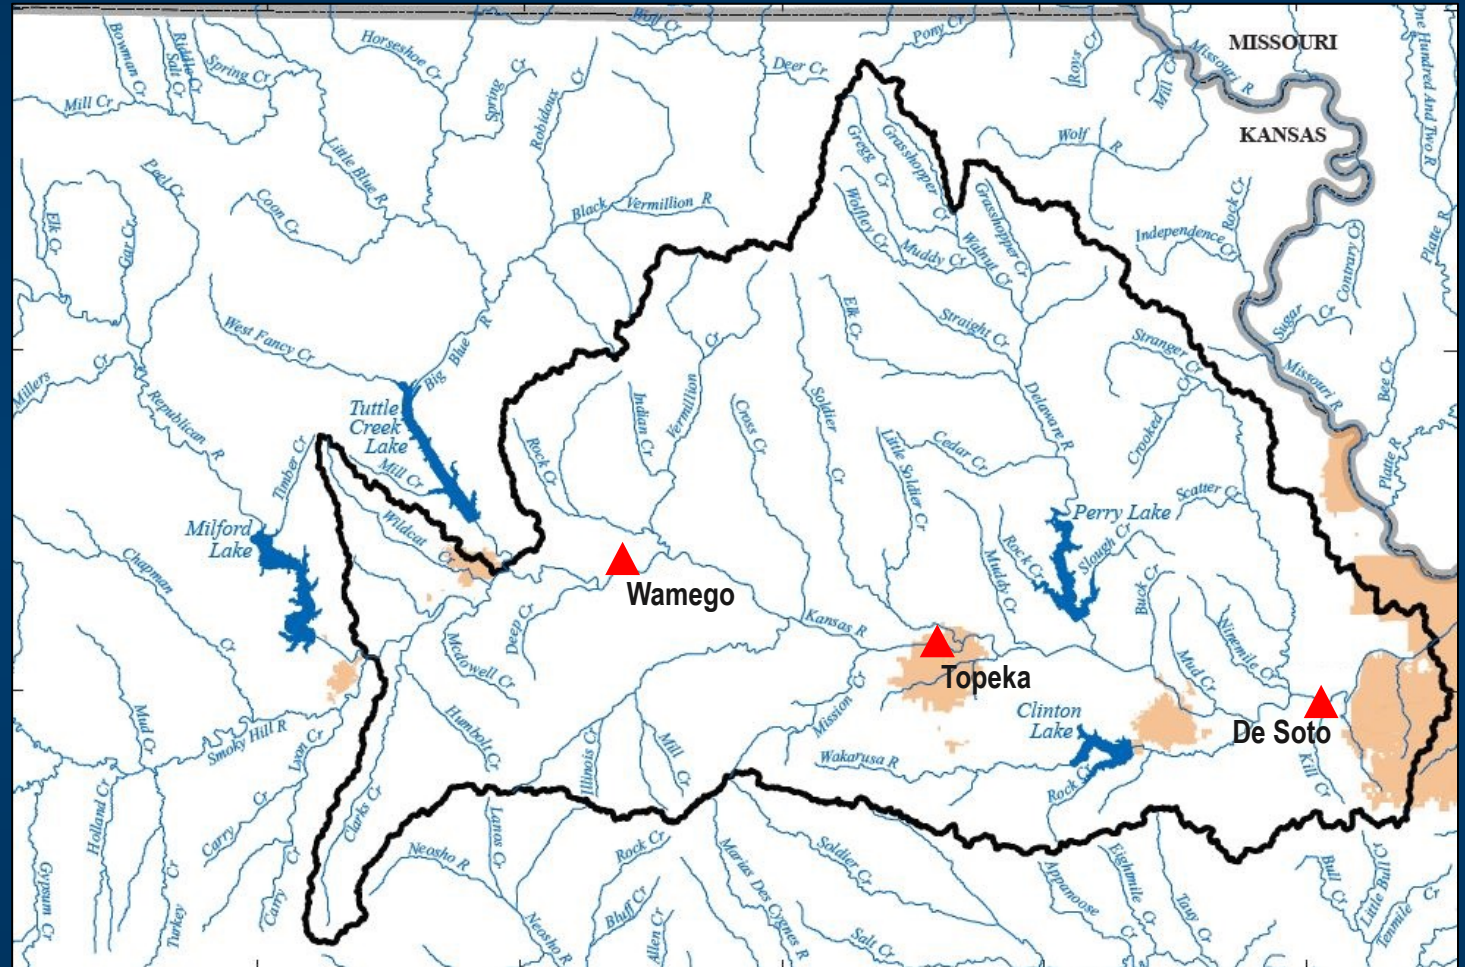 Wolf Cr
Pony Cr
Roys Cr
Mill Cr
Missouri R
MISSOURI
One Hundred And Two R
Bowman Cr
Riddle Cr
Salt Cr
Spring Cr
Horseshoe Cr
Spring Cr
Robidoux Cr
Deer Cr
Mill Cr
KANSAS
Wolf R
Gregg Cr
Grasshopper Cr
Little Blue R
Peel Cr
Coon Cr
Black Vermillion R
Wolfley Cr
Muddy Cr
Walnut Cr
Grasshopper Cr
Rock Cr
Independence Cr
Contrary Cr
Platte R
Elk Cr
Gar Cr
West Fancy Cr
Big Blue R
Cr
Elk Cr
Straight Cr
Stranger Cr
Sugar Cr
Missouri R
Bee Cr
Millers Cr
Republican R
Tuttle
Creek
Lake
Rock Cr
Indian Cr
Vermillion
Cross Cr
Soldier Cr
Delaware R
Crooked Cr
Little Soldier Cr
Cedar Cr
Platte R
Timber Cr
Mill Cr
Wildcat Cr
Milford
Lake
Scatter Cr
Perry Lake
Slough Cr
Rock Cr
Muddy Cr
Buck Cr
Chapman Cr
Wamego
Kansas R
Deep Cr
Mcdowell Cr
Ninemile Cr
Mud Cr
Topeka
Mission Cr
Clinton
Lake
De Soto
Mud Cr
Smoky Hill R
Lyon Cr
Humbolt Cr
Illinois Cr
Mill Cr
Wakarusa R
Rock Cr
Kill Cr
Holland Cr
Carry Cr
Clarks Cr
Lanos Cr
Neosho R
Rock Cr
Marias Des Cygnes R
Soldier Cr
Appanoose
Eighmile Cr
Tauy Cr
Bull Cr
Little Bull Cr
Tenmile Cr
Gypsum Cr
Turkey Cr
Carry Cr
Neosho R
Bluff Cr
Allen Cr
Salt Cr